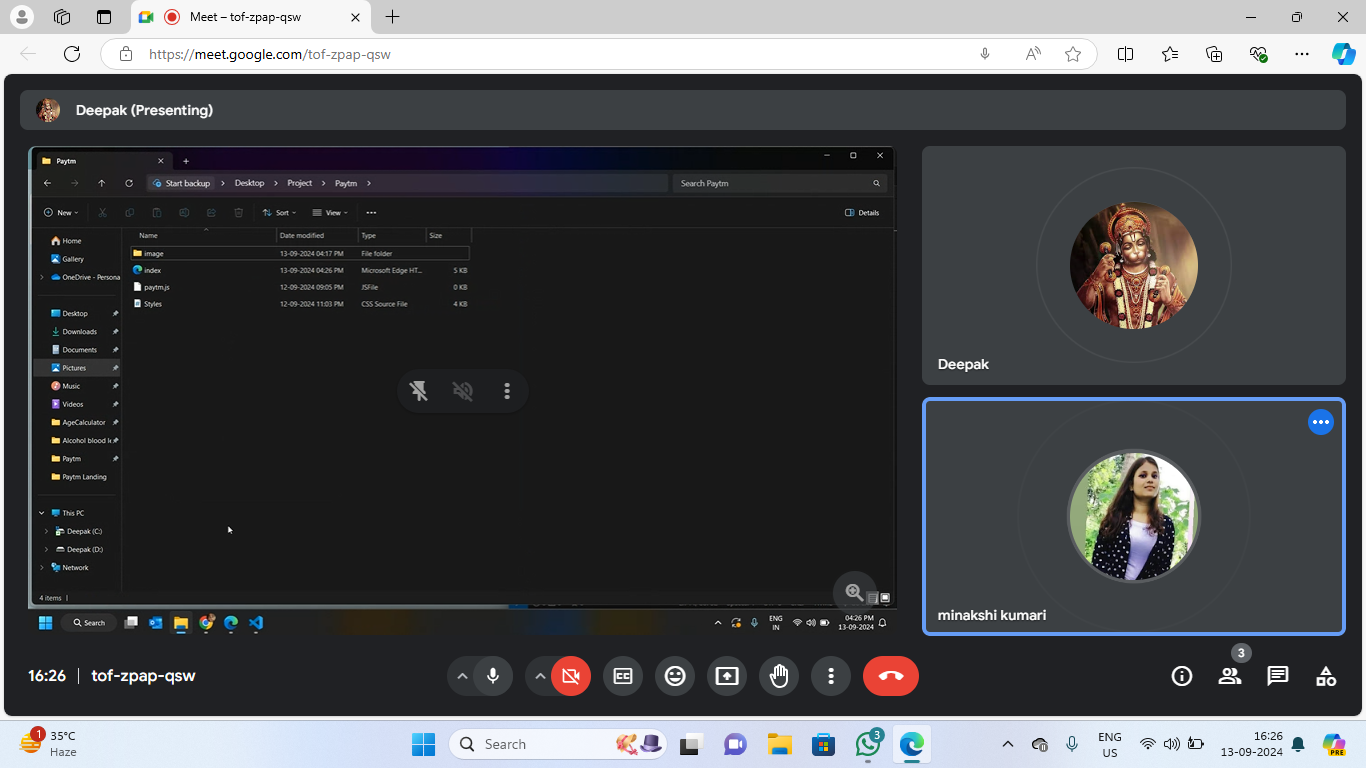 Meet – tof-zpap-qsw
https://meet.google.com/tof-zpap-qsw
Deepak (Presenting)
Paytm
Start backup > Desktop > Project > Paytm >
Search Paytm
New
Sort
View
Details
Name Date modified Type Size
image 13-09-2024 04:17 PM File folder
index 13-09-2024 04:26 PM Microsoft Edge HT... 5 KB
paytm.js 12-09-2024 09:05 PM JSFile 0 KB
Styles 12-09-2024 11:03 PM CSS Source File 4 KB
Home
Gallery
OneDrive - Persona
Desktop
Downloads
Documents
Pictures
Music
Videos
AgeCalculator
Alcohol blood le
Paytm
Paytm Landing
This PC
Deepak (C:)
Deepak (D:)
Network
4 items
Search
ENG
IN
04:26 PM
13-09-2024
Deepak
minakshi kumari
16:26 | tof-zpap-qsw
CC
3
1
35°C
Haze
Search
3
ENG
US
16:26
13-09-2024
PRE